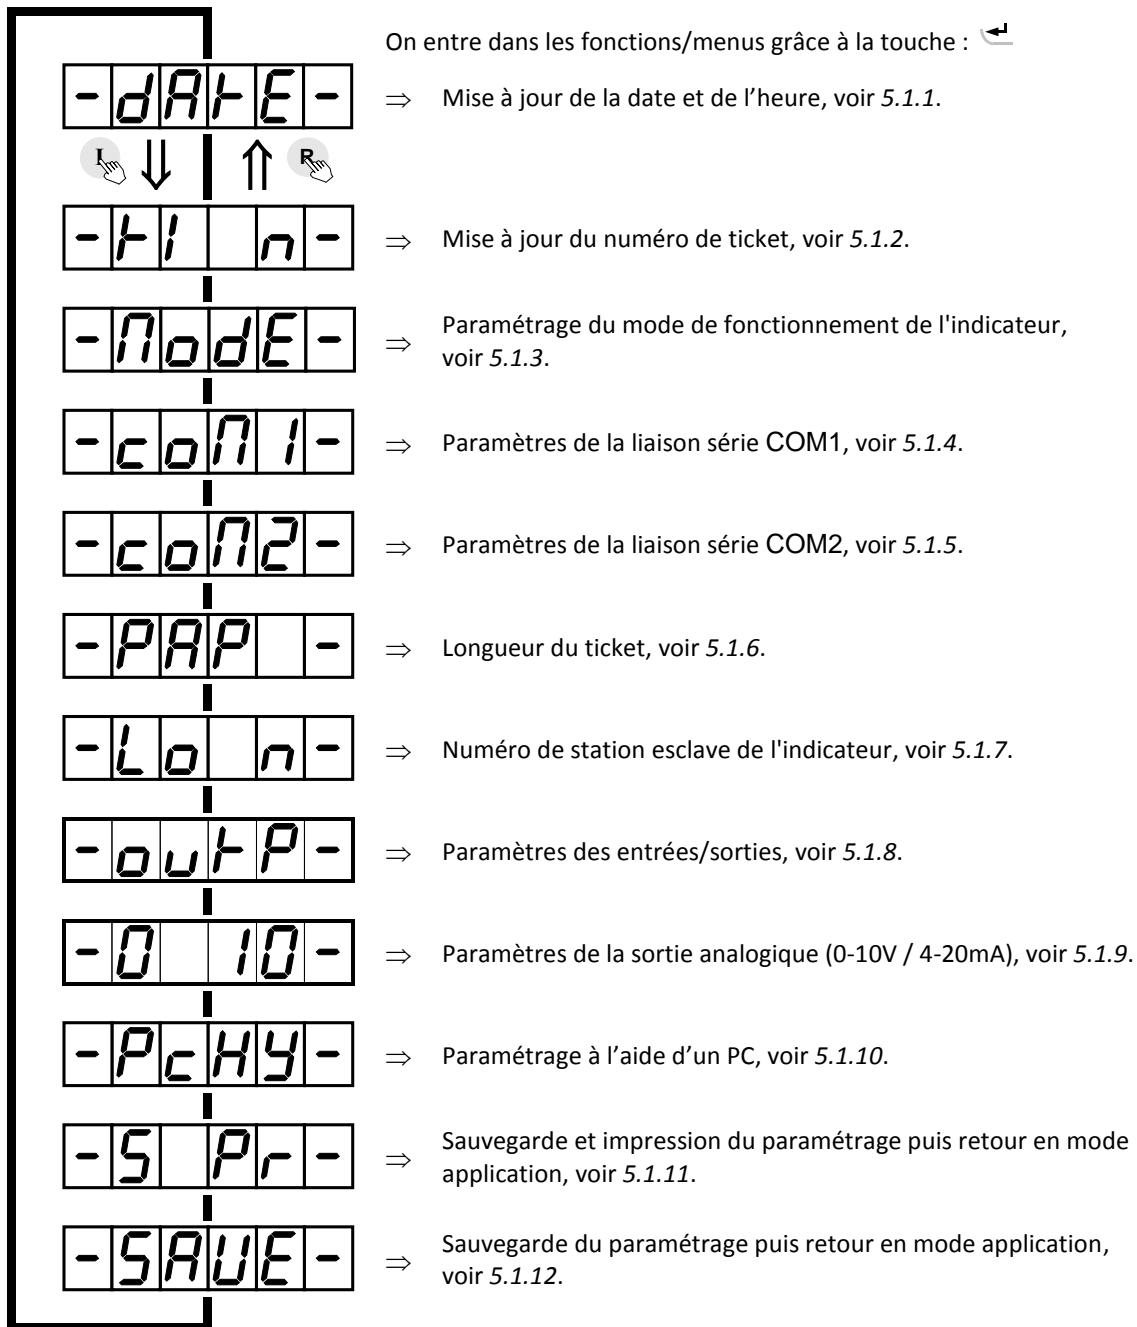 On entre dans les fonctions/menus grâce à la touche :
-dAtE- ⇒ Mise à jour de la date et de l’heure, voir 5.1.1.
I ⇓ ⇑ R
-tI n- ⇒ Mise à jour du numéro de ticket, voir 5.1.2.
-ModE- ⇒ Paramétrage du mode de fonctionnement de l'indicateur,
voir 5.1.3.
-coM1- ⇒ Paramètres de la liaison série COM1, voir 5.1.4.
-coM2- ⇒ Paramètres de la liaison série COM2, voir 5.1.5.
-PAP - ⇒ Longueur du ticket, voir 5.1.6.
-Lo n- ⇒ Numéro de station esclave de l'indicateur, voir 5.1.7.
-outP- ⇒ Paramètres des entrées/sorties, voir 5.1.8.
-0 10- ⇒ Paramètres de la sortie analogique (0-10V / 4-20mA), voir 5.1.9.
-PcHY- ⇒ Paramétrage à l’aide d’un PC, voir 5.1.10.
-S Pr- ⇒ Sauvegarde et impression du paramétrage puis retour en mode
application, voir 5.1.11.
-SAVE- ⇒ Sauvegarde du paramétrage puis retour en mode application,
voir 5.1.12.